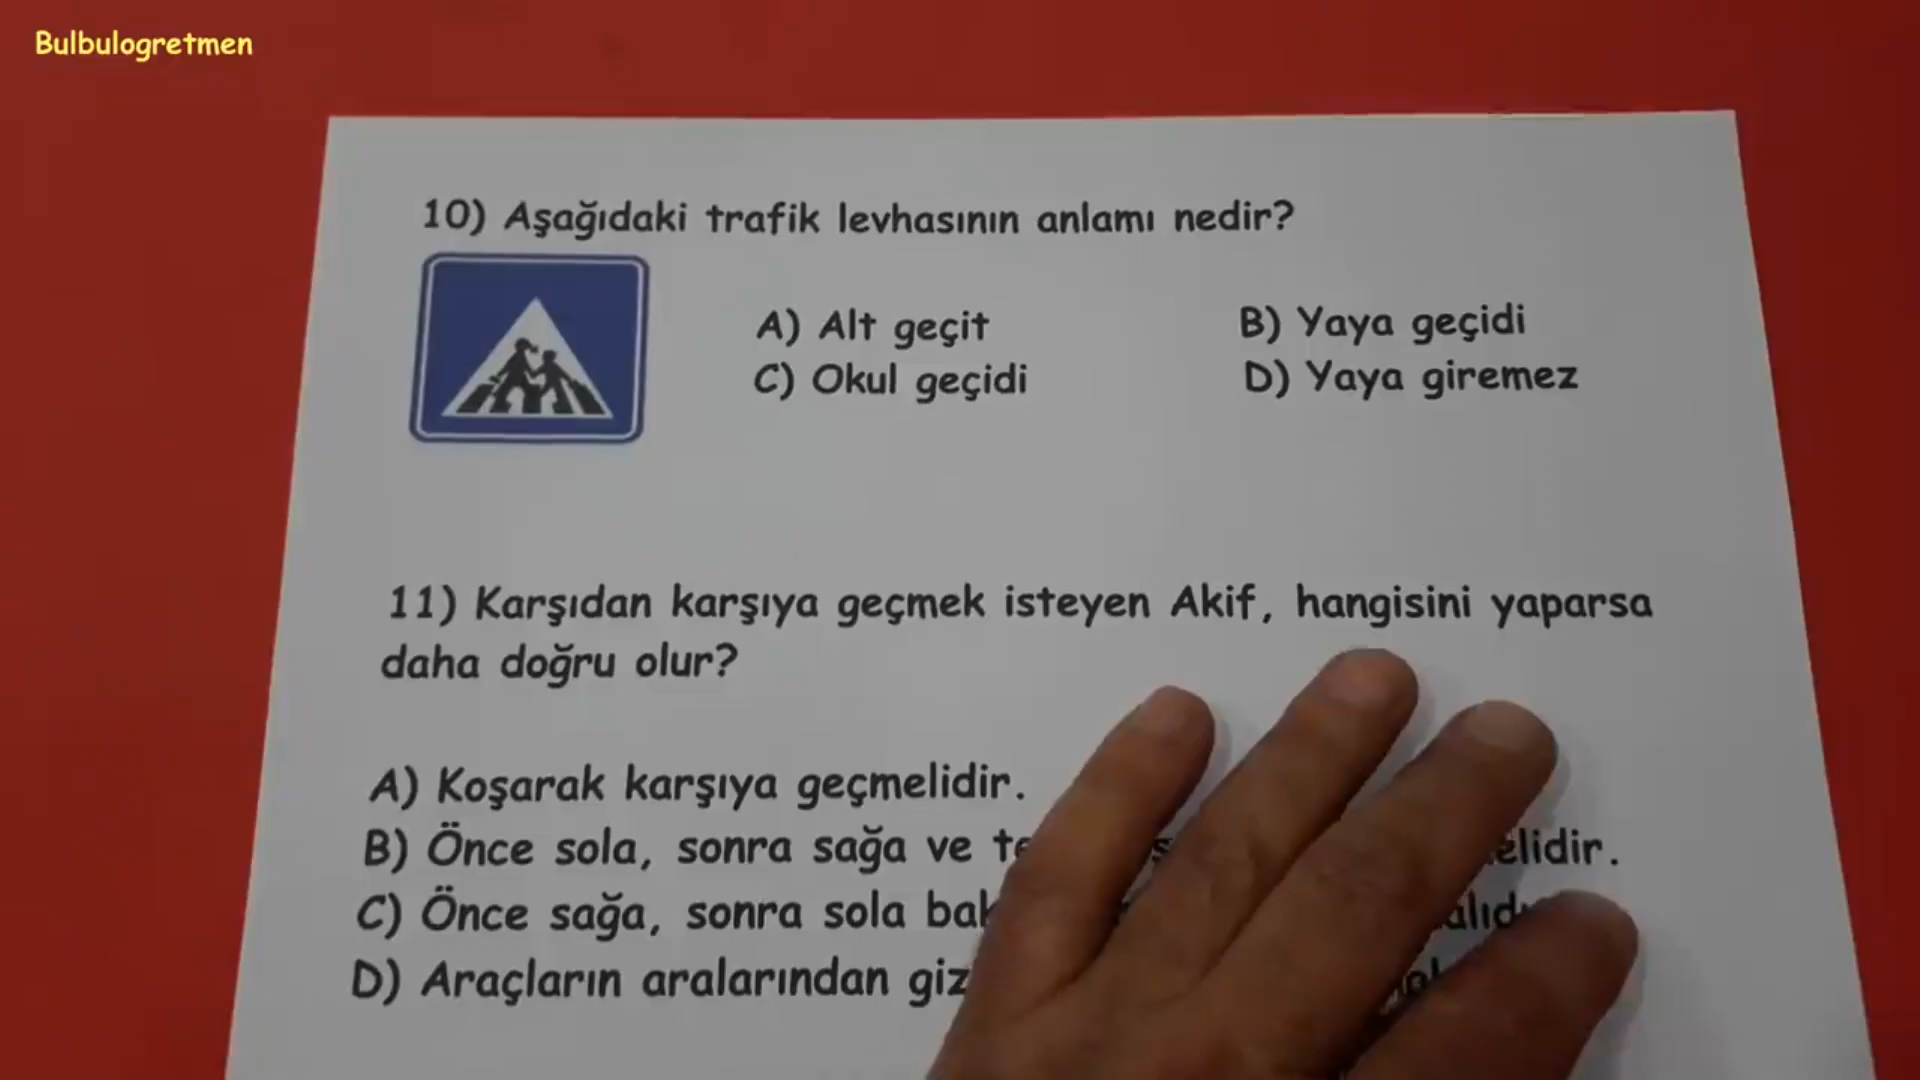 Bulbulogretmen
10) Aşağıdaki trafik levhasının anlamı nedir?
A) Alt geçit B) Yaya geçidi
C) Okul geçidi D) Yaya giremez
11) Karşıdan karşıya geçmek isteyen Akif, hangisini yaparsa
daha doğru olur?
A) Koşarak karşıya geçmelidir.
B) Önce sola, sonra sağa ve
C) Önce sağa, sonra sola
D) Araçların aralarından